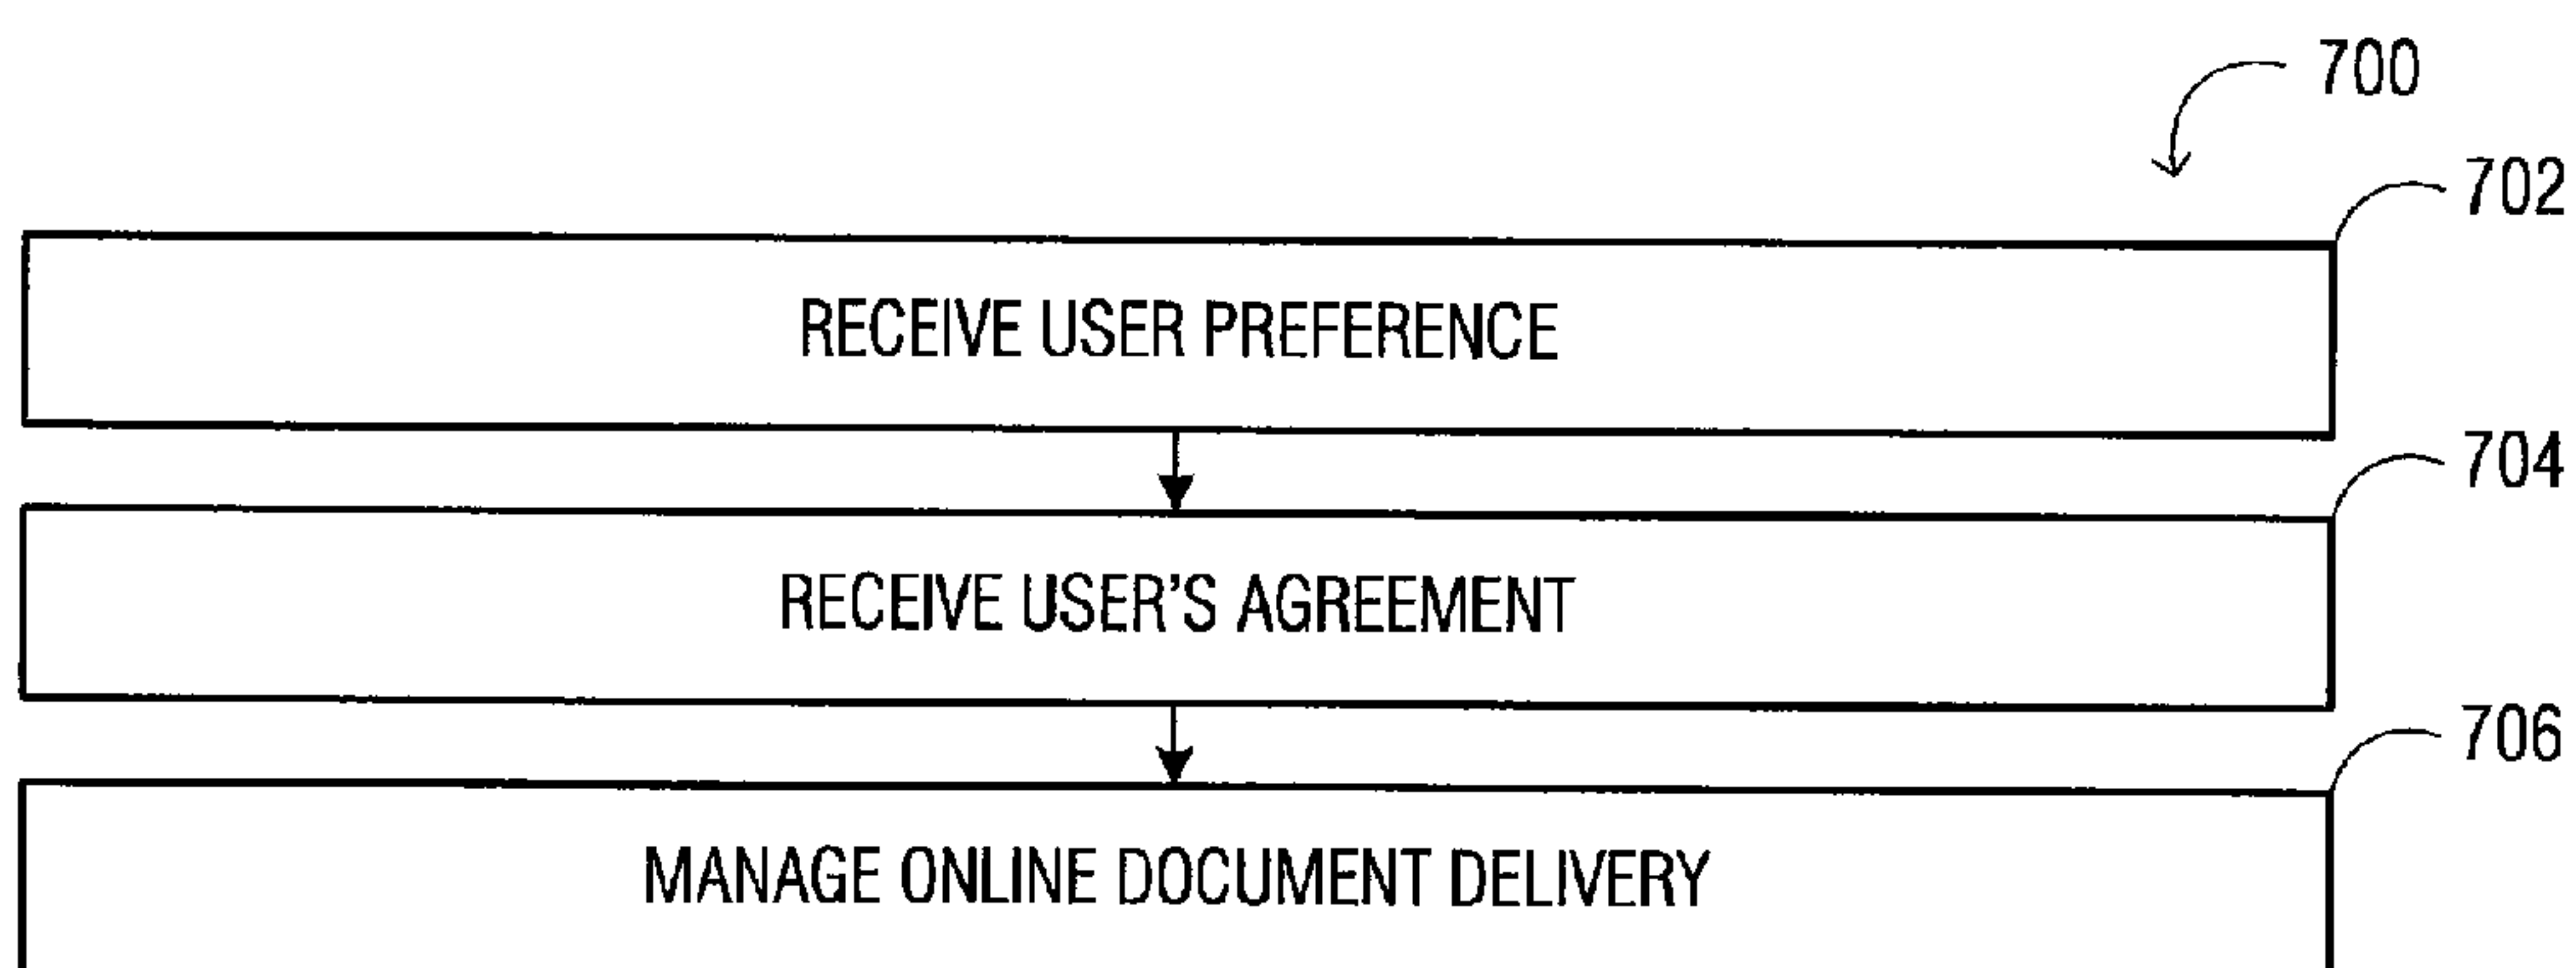 700
702
RECEIVE USER PREFERENCE
704
RECEIVE USER'S AGREEMENT
706
MANAGE ONLINE DOCUMENT DELIVERY